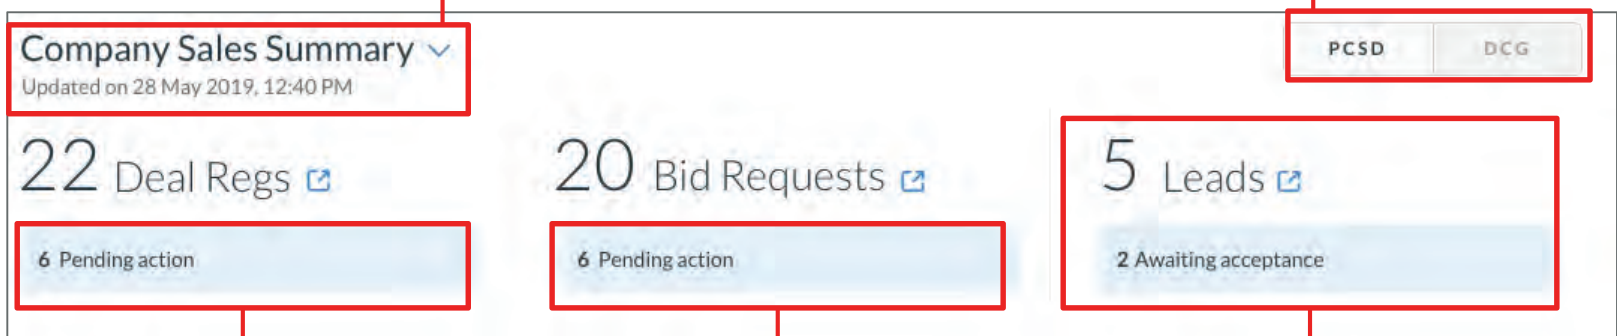 Company Sales Summary
Updated on 28 May 2019, 12:40 PM
PCSD DCG
22 Deal Regs
20 Bid Requests
5 Leads
6 Pending action
6 Pending action
2 Awaiting acceptance